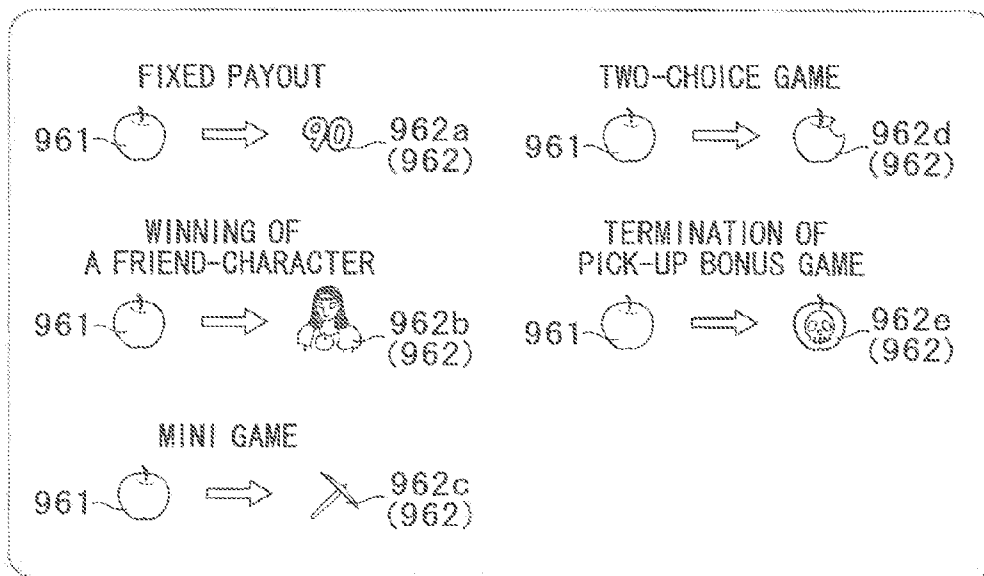 FIXED PAYOUT
961
90
962a
(962)
TWO-CHOICE GAME
961
962d
(962)
WINNING OF
A FRIEND-CHARACTER
961
962b
(962)
TERMINATION OF
PICK-UP BONUS GAME
961
962e
(962)
MINI GAME
961
962c
(962)